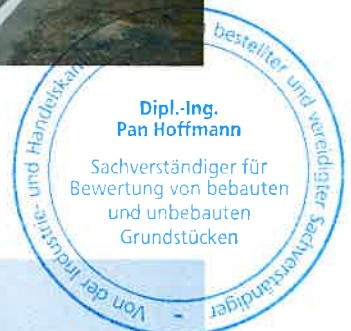 Von der Industrie- und Handelskam
bestellter und vereidigter Sachverständiger -
Dipl.-Ing.
Pan Hoffmann
Sachverständiger für
Bewertung von bebauten
und unbebauten
Grundstücken